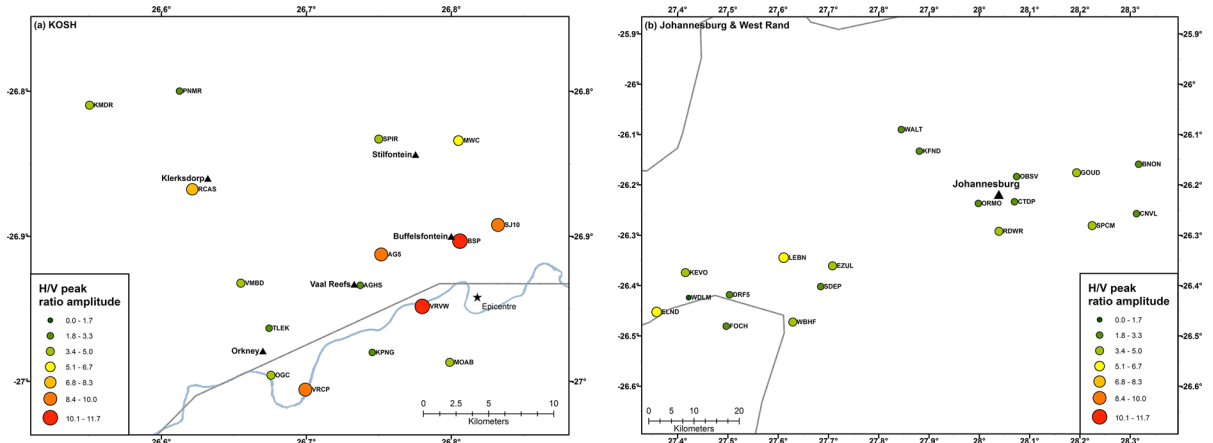 26,6° 26,7° 26,8°
(a) KOSH
-26.8° -26.8°
PNMR
KMDR
SPIR
MWC
Stilfontein
Klerksdorp
RCAS
SJ10
Buffelsfontein
BSP
-26.9° -26.9°
AG5
VMBD
Vaal Reefs
AGHS
Epicentre
VRVW
TLEK
Orkney
KPNG
MOAB
OGC
VRCP
-27° -27°
H/V peak
ratio amplitude
0.0 - 1.7
1.8 - 3.3
3.4 - 5.0
5.1 - 6.7
6.8 - 8.3
8.4 - 10.0
10.1 - 11.7
0 2.5 5 10
Kilometers
26,6° 26,7° 26,8°
27,4° 27,5° 27,6° 27,7° 27,8° 27,9° 28° 28,1° 28,2° 28,3°
(b) Johannesburg & West Rand
-25.9° -25.9°
-26° -26°
-26.1° -26.1°
WALT
KFND
BNON
GOUD
OBSV
-26.2° -26.2°
Johannesburg
ORMO
CTDP
CNVL
SPCM
RDWR
-26.3° -26.3°
LEBN
EZUL
KEVO
SDEP
-26.4° -26.4°
WDLM
DRF5
ELND
WBHF
FOCH
-26.5° -26.5°
-26.6° -26.6°
H/V peak
ratio amplitude
0.0 - 1.7
1.8 - 3.3
3.4 - 5.0
5.1 - 6.7
6.8 - 8.3
8.4 - 10.0
10.1 - 11.7
0 5 10 20
Kilometers
27,4° 27,5° 27,6° 27,7° 27,8° 27,9° 28° 28,1° 28,2° 28,3°